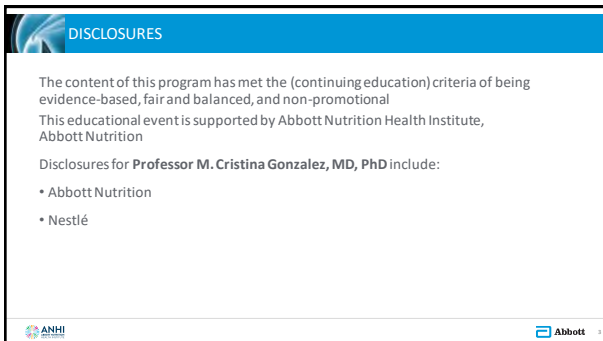 DISCLOSURES
The content of this program has met the (continuing education) criteria of being
evidence-based, fair and balanced, and non-promotional
This educational event is supported by Abbott Nutrition Health Institute,
Abbott Nutrition
Disclosures for Professor M. Cristina Gonzalez, MD, PhD include:
• Abbott Nutrition
• Nestlé
ANHI
Abbott